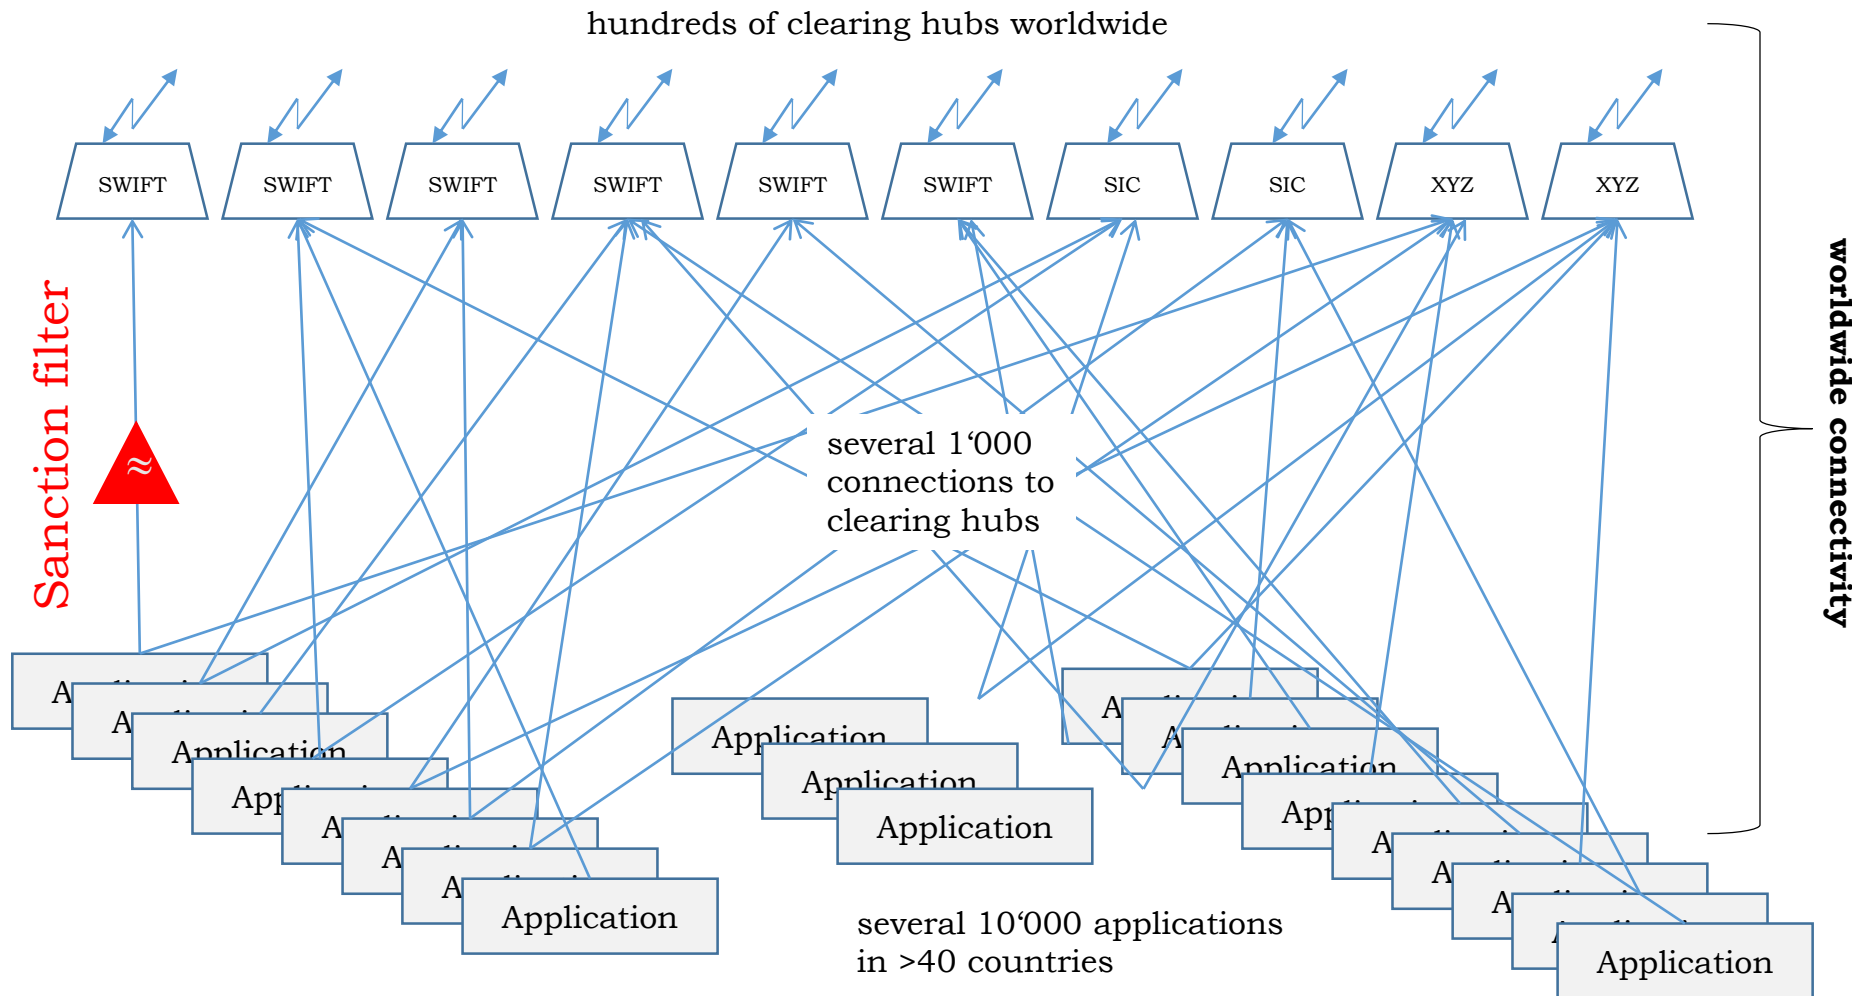 hundreds of clearing hubs worldwide
SWIFT
SWIFT
SWIFT
SWIFT
SWIFT
SWIFT
SIC
SIC
XYZ
XYZ
Sanction filter
worldwide connectivity
several 1‘000
connections to
clearing hubs
Application
Application
Application
Application
Application
Application
Application
several 10‘000 applications
in >40 countries